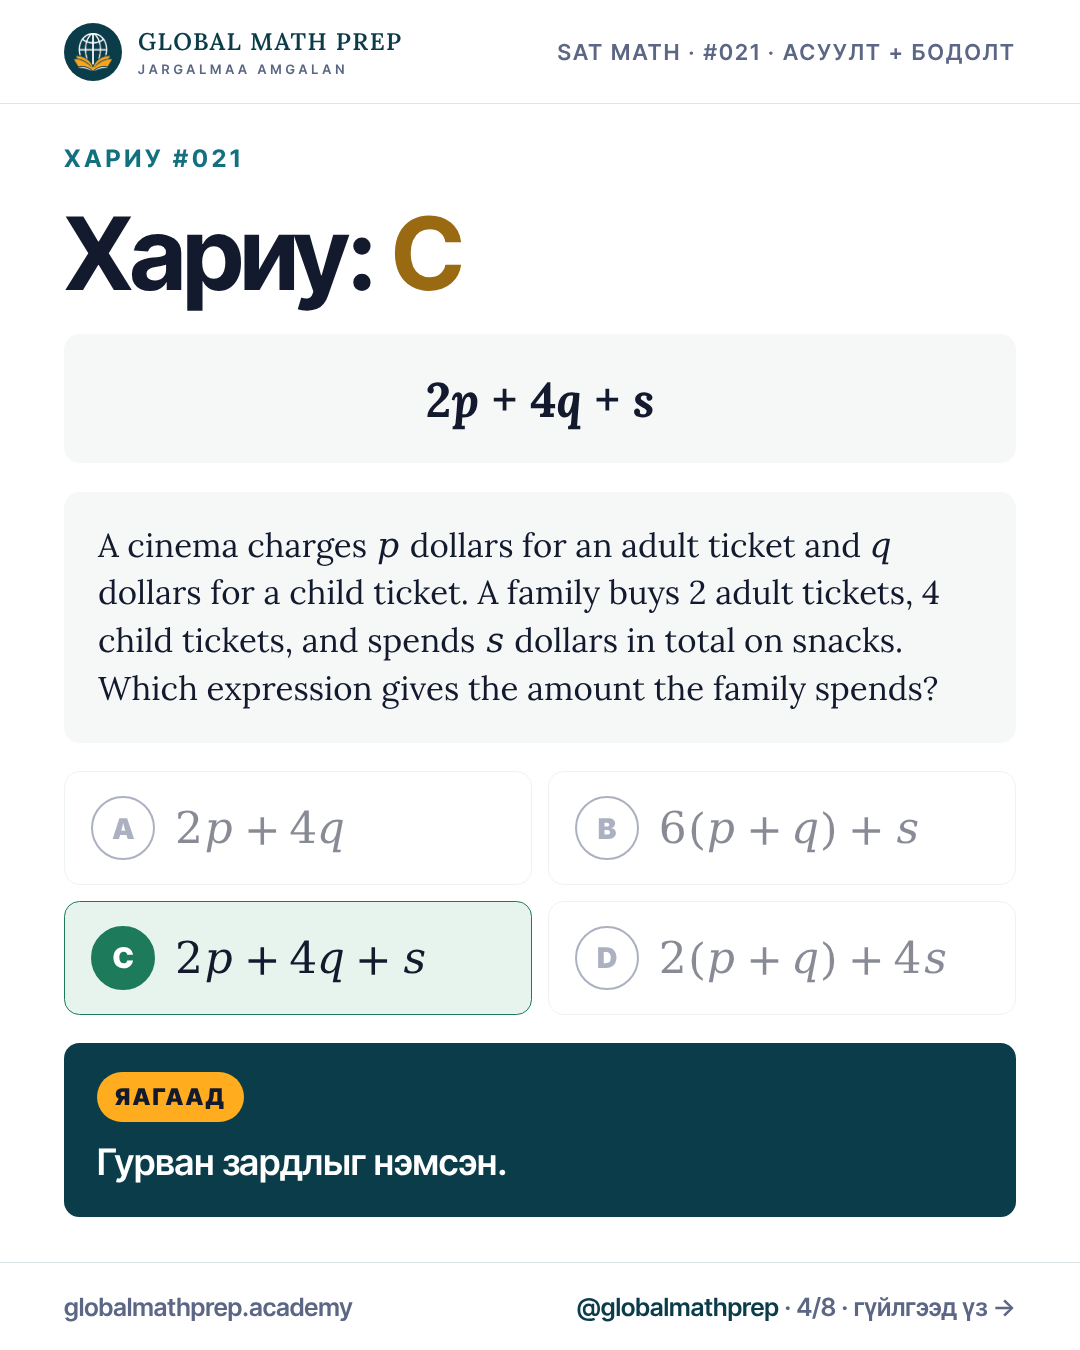 GLOBAL MATH PREP
JARGALMAA AMGALAN
SAT MATH · #021 · АСУУЛТ + БОДОЛТ
ХАРИУ #021
Хариу: C
2p + 4q + s
A cinema charges p dollars for an adult ticket and q
dollars for a child ticket. A family buys 2 adult tickets, 4
child tickets, and spends s dollars in total on snacks.
Which expression gives the amount the family spends?
A 2p + 4q
B 6(p + q) + s
C 2p + 4q + s
D 2(p + q) + 4s
ЯАГААД
Гурван зардлыг нэмсэн.
globalmathprep.academy
@globalmathprep · 4/8 · гүйлгээд үз →